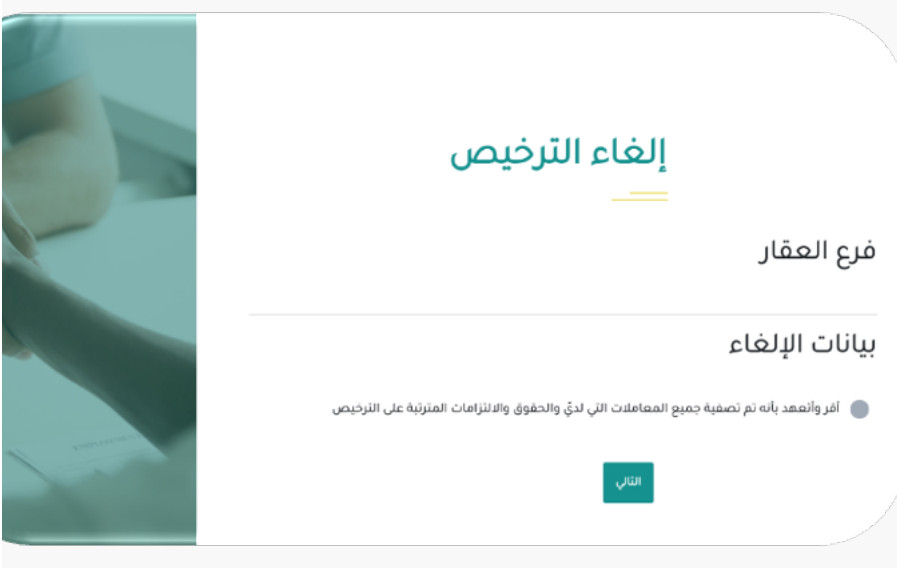 إلغاء الترخيص
فرع العقار
بيانات الإلغاء
أقر وأتعهد بأنه تم تصفية جميع المعاملات التي لديّ والحقوق والالتزامات المترتبة على الترخيص
التالي